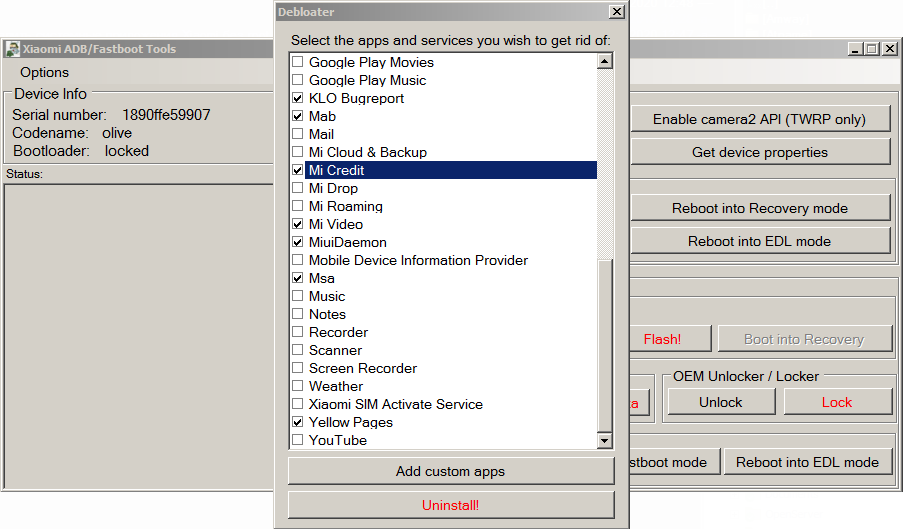 Debloater
Select the apps and services you wish to get rid of:
Google Play Movies
Google Play Music
KLO Bugreport
Mab
Mail
Mi Cloud & Backup
Mi Credit
Mi Drop
Mi Roaming
Mi Video
MiuiDaemon
Mobile Device Information Provider
Msa
Music
Notes
Recorder
Scanner
Screen Recorder
Weather
Xiaomi SIM Activate Service
Yellow Pages
YouTube
Add custom apps
Uninstall!
Xiaomi ADB/Fastboot Tools
Options
Device Info
Serial number: 1890ffe59907
Codename: olive
Bootloader: locked
Status:
Enable camera2 API (TWRP only)
Get device properties
Reboot into Recovery mode
Reboot into EDL mode
Flash! Boot into Recovery
OEM Unlocker / Locker
ta Unlock Lock
stboot mode Reboot into EDL mode